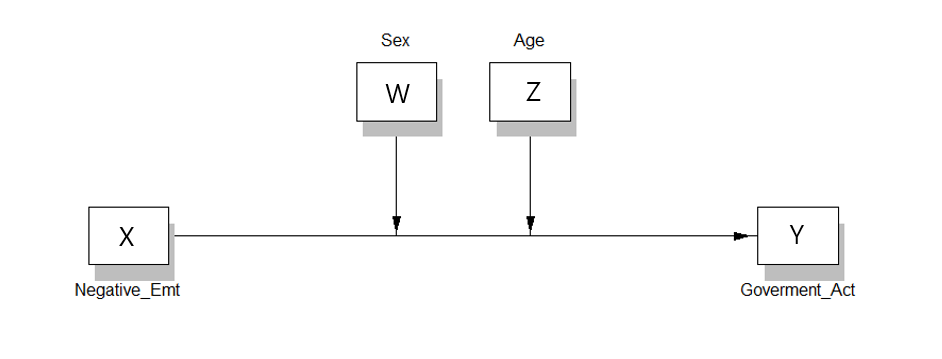 Sex
Age
W
Z
X
Y
Negative_Emt
Goverment_Act